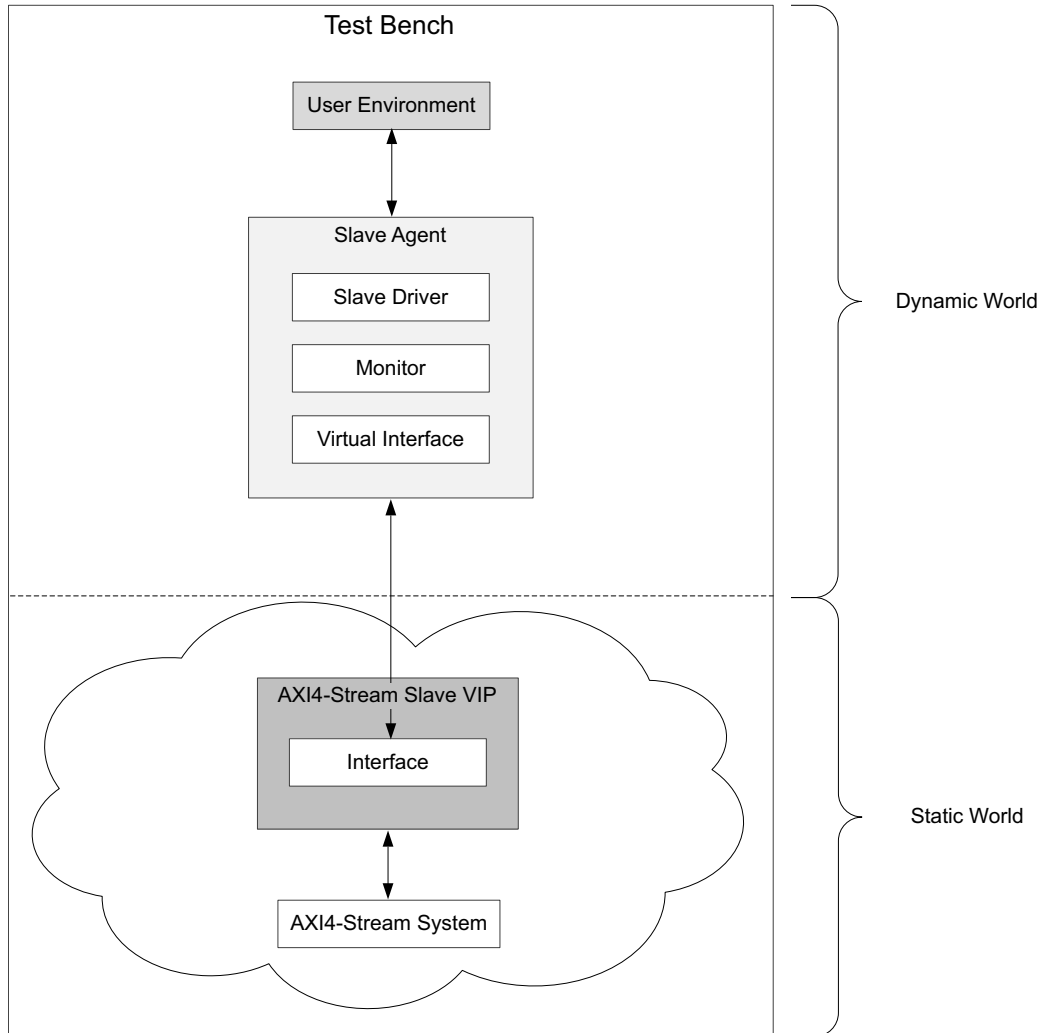 Test Bench
User Environment
Slave Agent
Slave Driver
Monitor
Virtual Interface
Dynamic World
AXI4-Stream Slave VIP
Interface
Static World
AXI4-Stream System